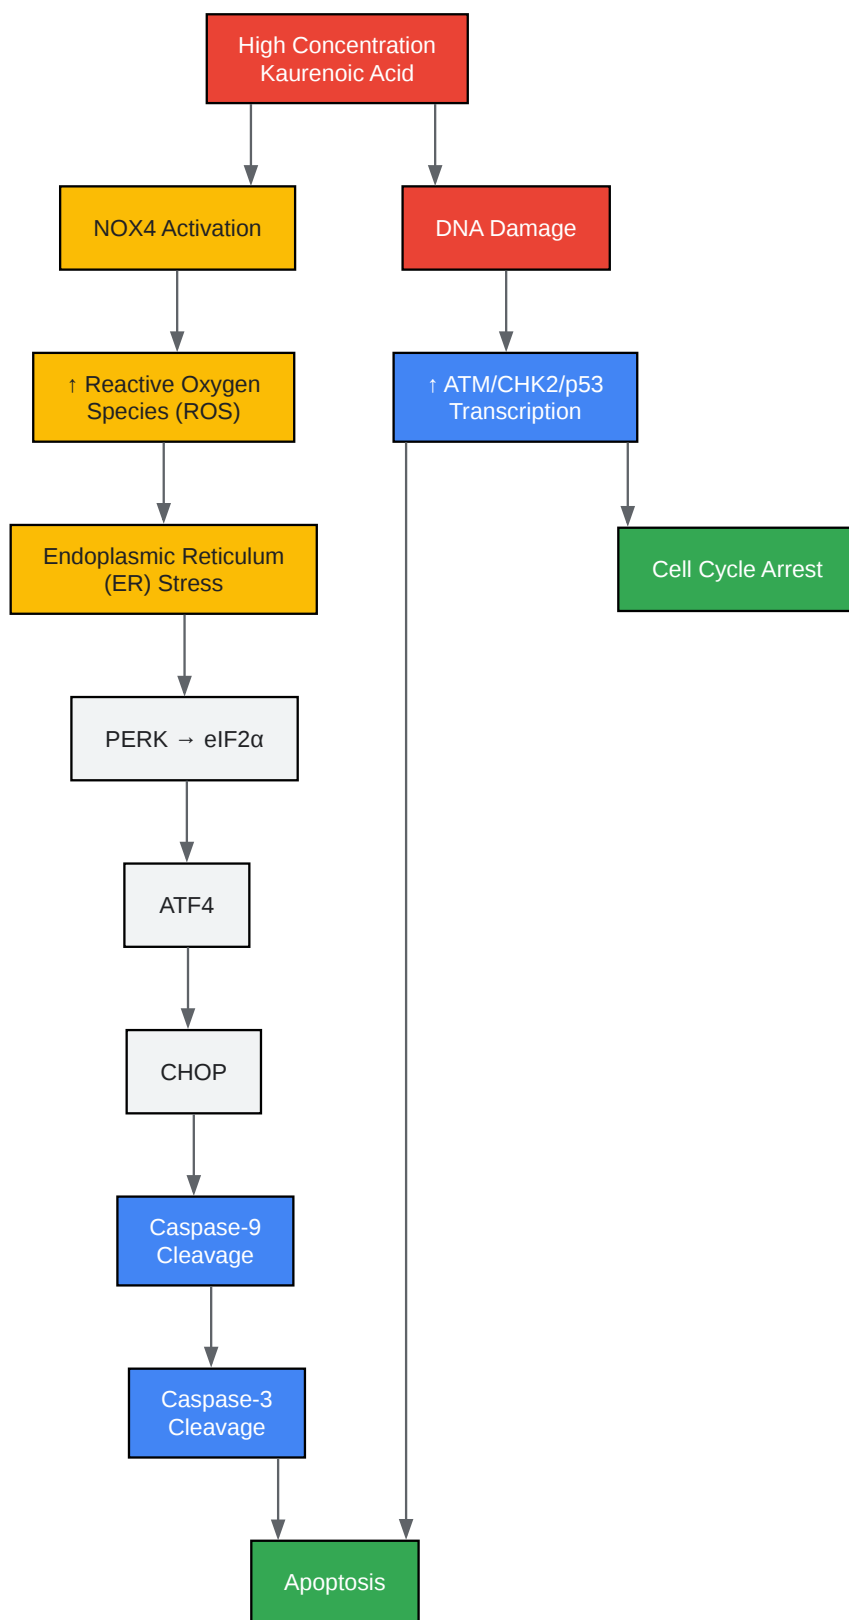 High Concentration
Kaurenoic Acid
NOX4 Activation
DNA Damage
↑ Reactive Oxygen
Species (ROS)
↑ ATM/CHK2/p53
Transcription
Endoplasmic Reticulum
(ER) Stress
Cell Cycle Arrest
PERK → eIF2α
ATF4
CHOP
Caspase-9
Cleavage
Caspase-3
Cleavage
Apoptosis